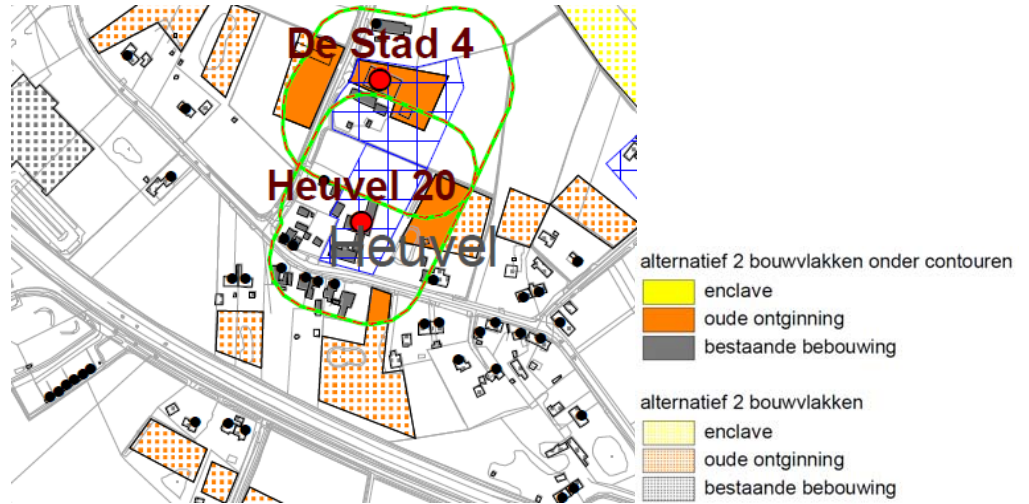 De Stad 4
Heuvel 20
Heuvel
alternatief 2 bouwvlakken onder contouren
enclave
oude ontginning
bestaande bebouwing
alternatief 2 bouwvlakken
enclave
oude ontginning
bestaande bebouwing